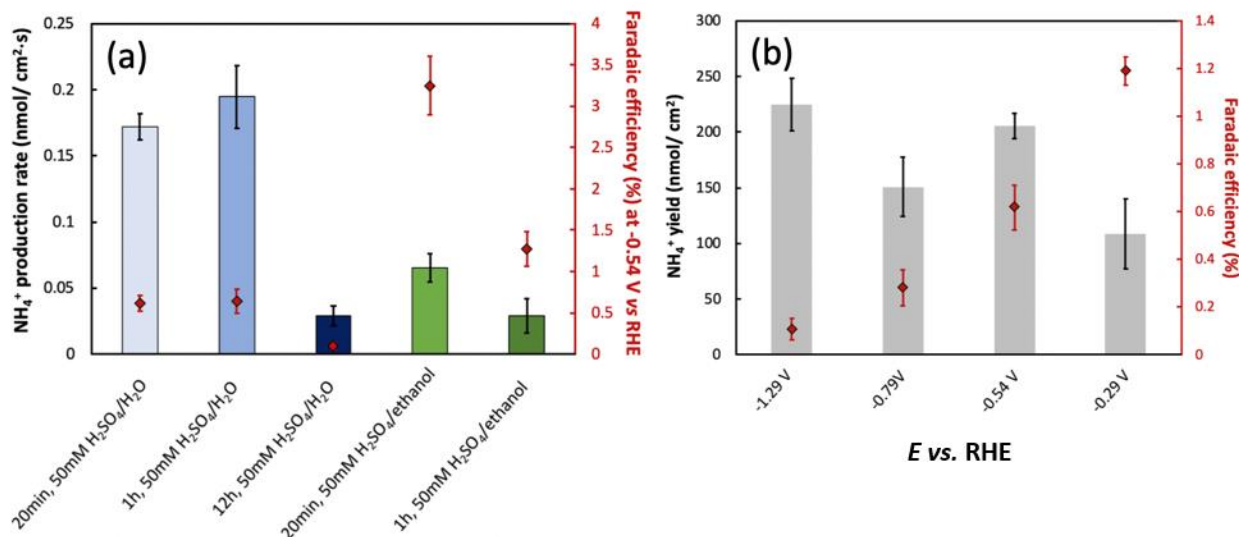 (a)
NH₄⁺ production rate (nmol/ cm²·s)
0.25
0.2
0.15
0.1
0.05
0
4
3.5
3
2.5
2
1.5
1
0.5
0
Faradaic efficiency (%) at -0.54 V vs RHE
20min, 50mM H₂SO₄/H₂O
1h, 50mM H₂SO₄/H₂O
12h, 50mM H₂SO₄/H₂O
20min, 50mM H₂SO₄/ethanol
1h, 50mM H₂SO₄/ethanol
(b)
NH₄⁺ yield (nmol/ cm²)
300
250
200
150
100
50
0
1.4
1.2
1
0.8
0.6
0.4
0.2
0
Faradaic efficiency (%)
-1.29 V
-0.79V
-0.54 V
-0.29 V
E vs. RHE